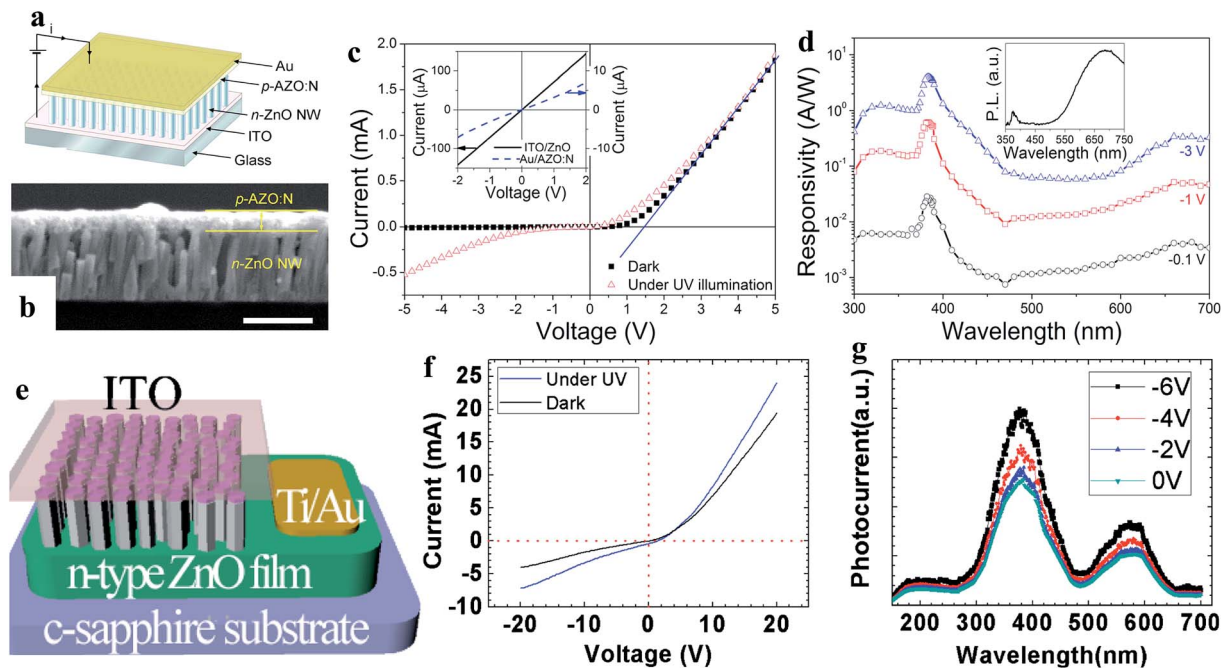 a
i
Au
p-AZO:N
n-ZnO NW
ITO
Glass
b
p-AZO:N
n-ZnO NW
c
Current (mA)
2.0
1.5
1.0
0.5
0.0
-0.5
-5 -4 -3 -2 -1 0 1 2 3 4 5
Voltage (V)
Dark
Under UV illumination
Current (μA)
100
0
-100
10
0
-10
Current (μA)
ITO/ZnO
Au/AZO:N
-2 -1 0 1 2
Voltage (V)
d
Responsivity (A/W)
10¹
10⁰
10⁻¹
10⁻²
10⁻³
300 400 500 600 700
Wavelength (nm)
-3 V
-1 V
-0.1 V
P.L. (a.u.)
350 450 550 650 750
Wavelength (nm)
e
ITO
Ti/Au
n-type ZnO film
c-sapphire substrate
f
Current (mA)
25
20
15
10
5
0
-5
-10
-20 -10 0 10 20
Voltage (V)
Under UV
Dark
g
Photocurrent(a.u.)
-6V
-4V
-2V
0V
200 300 400 500 600 700
Wavelength(nm)